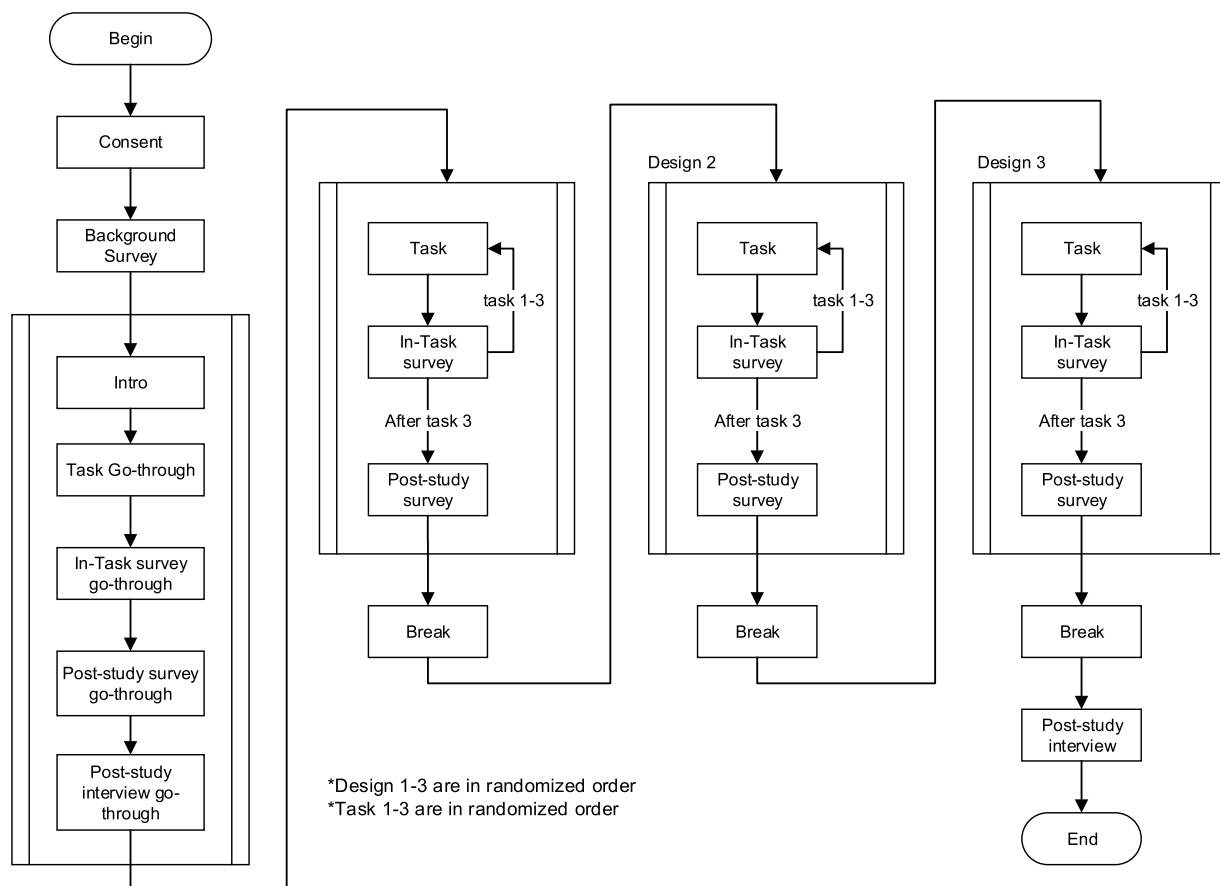 Begin
Consent
Background
Survey
Intro
Task Go-through
In-Task survey
go-through
Post-study survey
go-through
Post-study
interview go-
through
Task
task 1-3
In-Task
survey
After task 3
Post-study
survey
Break
Design 2
Task
task 1-3
In-Task
survey
After task 3
Post-study
survey
Break
Design 3
Task
task 1-3
In-Task
survey
After task 3
Post-study
survey
Break
Post-study
interview
End
*Design 1-3 are in randomized order
*Task 1-3 are in randomized order